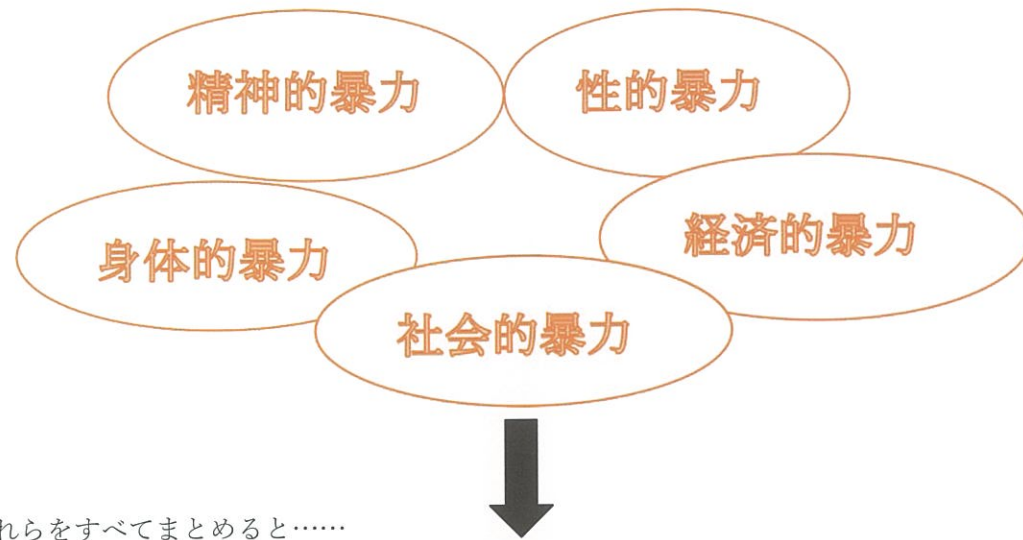 精神的暴力
性的暴力
身体的暴力
経済的暴力
社会的暴力
れらをすべてまとめると……